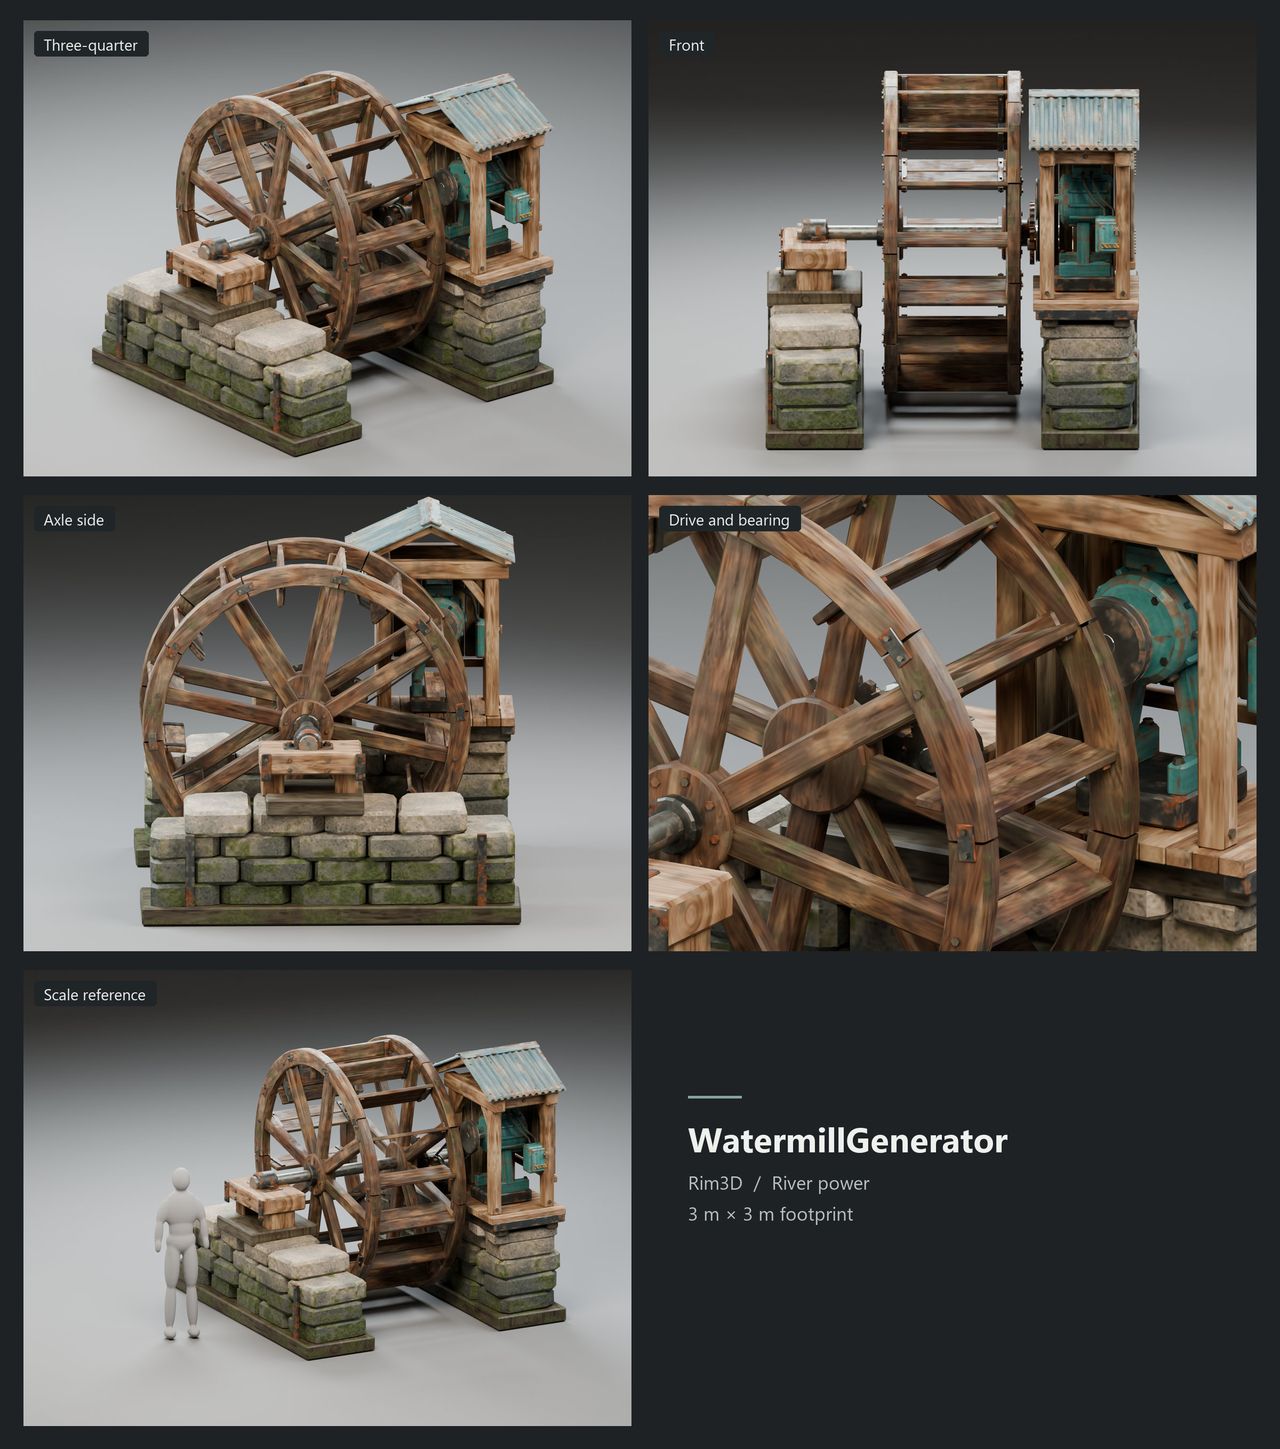 Three-quarter
Front
Axle side
Drive and bearing
Scale reference
WatermillGenerator
Rim3D / River power
3 m × 3 m footprint